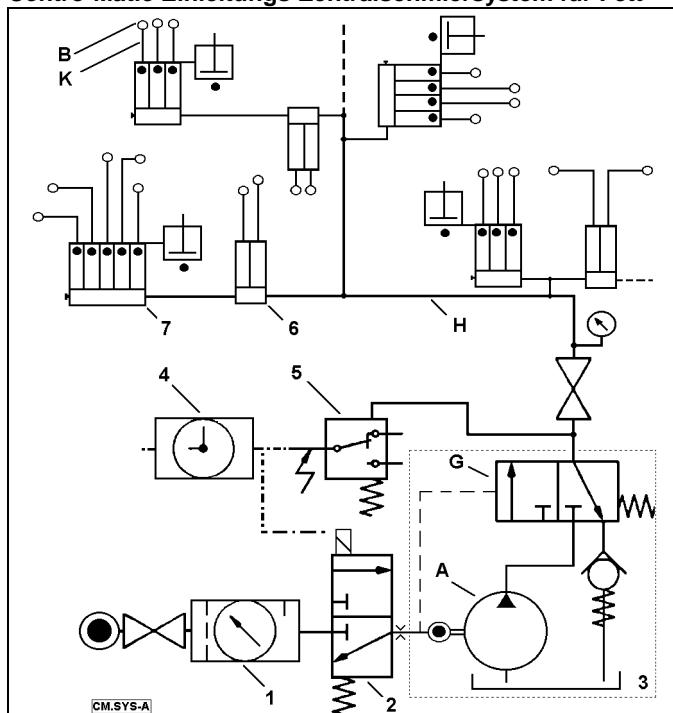 Centro-Matic Einleitungs-Zentralschmiersystem für Fett
B
K
7
6
H
4
5
G
A
1
2
3
CM.SYS-A